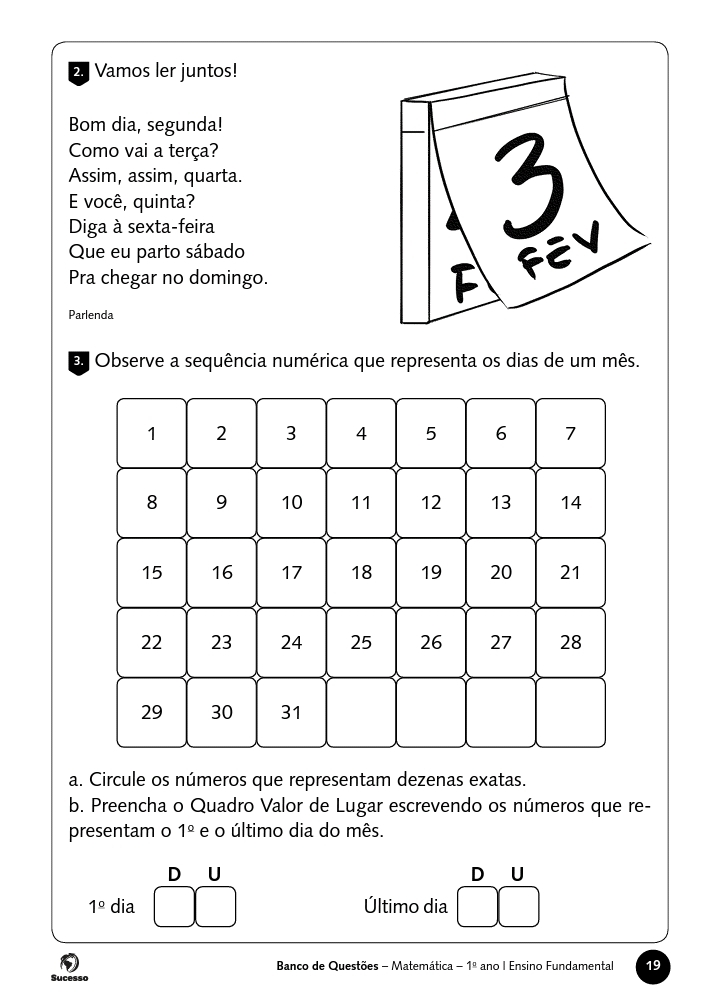 2. Vamos ler juntos!
Bom dia, segunda!
Como vai a terça?
Assim, assim, quarta.
E você, quinta?
Diga à sexta-feira
Que eu parto sábado
Pra chegar no domingo.
Parlenda
3
FEV
F
3. Observe a sequência numérica que representa os dias de um mês.
1 2 3 4 5 6 7
8 9 10 11 12 13 14
15 16 17 18 19 20 21
22 23 24 25 26 27 28
29 30 31
a. Circule os números que representam dezenas exatas.
b. Preencha o Quadro Valor de Lugar escrevendo os números que re-
presentam o 1º e o último dia do mês.
D U D U
1º dia Último dia
Sucesso
Banco de Questões – Matemática – 1º ano | Ensino Fundamental 19